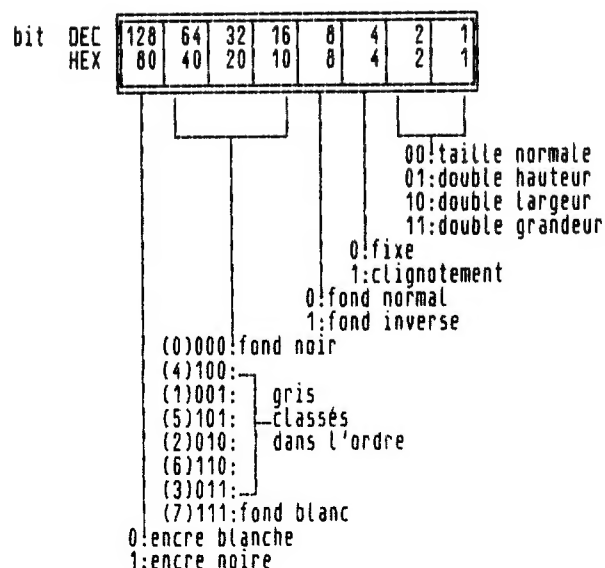 bit DEC 128 64 32 16 8 4 2 1
HEX 80 40 20 10 8 4 2 1
00:taille normale
01:double hauteur
10:double largeur
11:double grandeur
0:fixe
1:clignotement
0:fond normal
1:fond inverse
(0)000:fond noir
(4)100:
(1)001: gris
(5)101: classés
(2)010: dans l'ordre
(6)110:
(3)011:
(7)111:fond blanc
0:encre blanche
1:encre noire